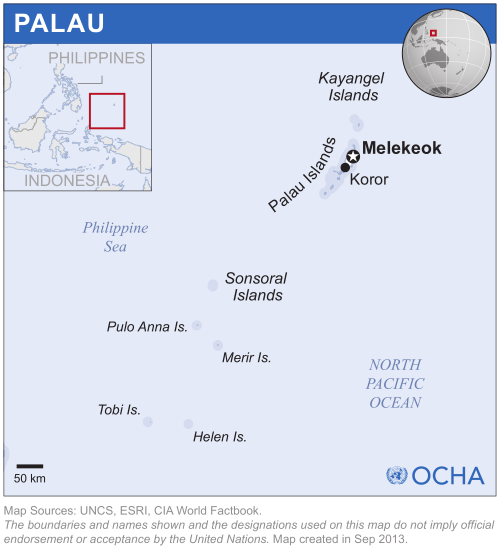 PALAU
PHILIPPINES
INDONESIA
Kayangel
Islands
Palau Islands
Melekeok
Koror
Philippine
Sea
Sonsoral
Islands
Pulo Anna Is.
Merir Is.
NORTH
PACIFIC
OCEAN
Tobi Is.
Helen Is.
50 km
OCHA
Map Sources: UNCS, ESRI, CIA World Factbook.
The boundaries and names shown and the designations used on this map do not imply official
endorsement or acceptance by the United Nations. Map created in Sep 2013.